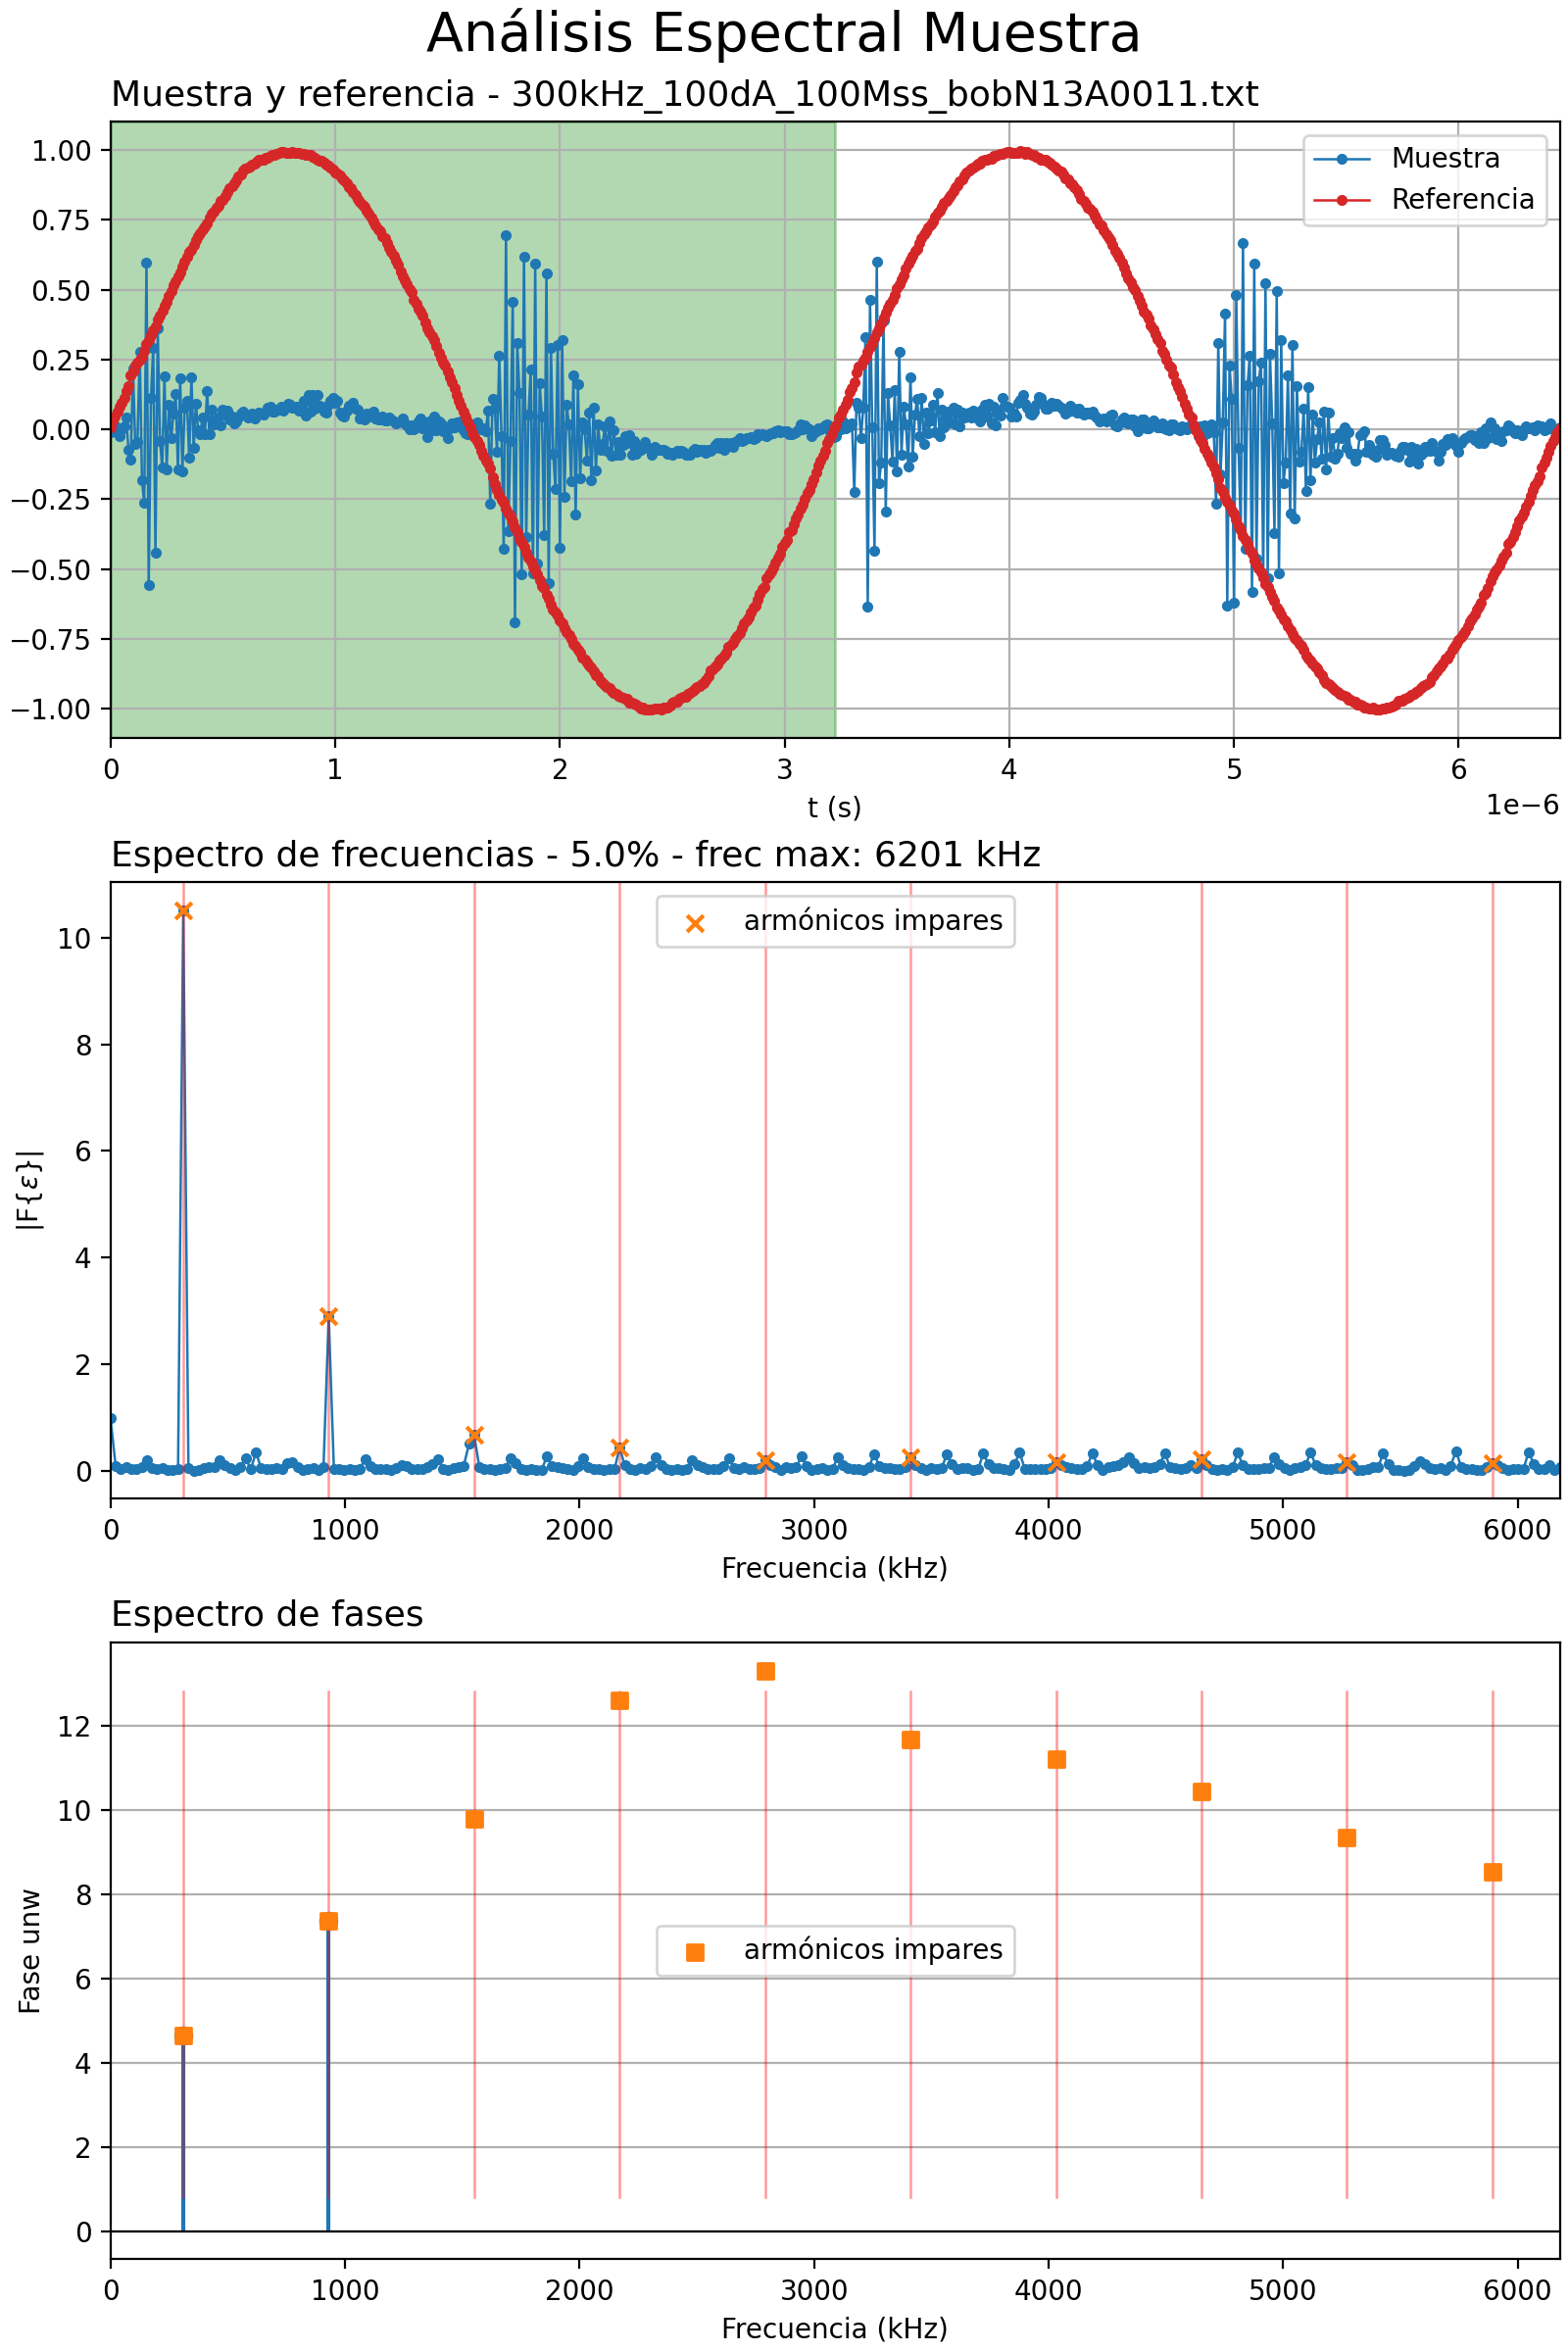 Análisis Espectral Muestra
Muestra y referencia - 300kHz_100dA_100Mss_bobN13A0011.txt
1.00
0.75
0.50
0.25
0.00
−0.25
−0.50
−0.75
−1.00
Muestra
Referencia
0 1 2 3 4 5 6
t (s)
1e−6
Espectro de frecuencias - 5.0% - frec max: 6201 kHz
armónicos impares
10
8
6
4
2
0
|F{ε}|
0 1000 2000 3000 4000 5000 6000
Frecuencia (kHz)
Espectro de fases
12
10
8
6
4
2
0
Fase unw
armónicos impares
0 1000 2000 3000 4000 5000 6000
Frecuencia (kHz)